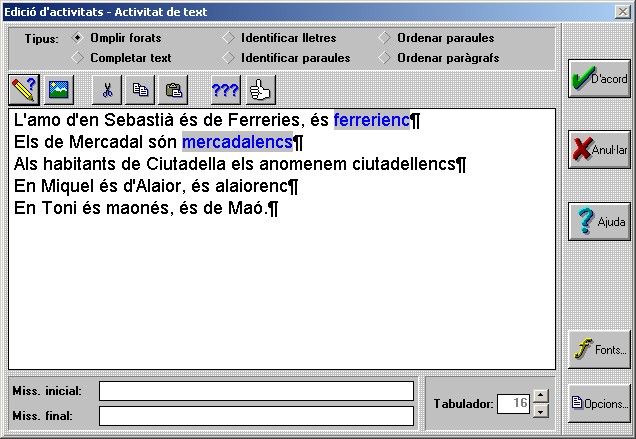 Edició d'activitats - Activitat de text
Tipus: Omplir forats Identificar lletres Ordenar paraules
Completar text Identificar paraules Ordenar paràgrafs
???
D'acord
L'amo d'en Sebastià és de Ferreries, és ferrerienc¶
Els de Mercadal són mercadalencs¶
Als habitants de Ciutadella els anomenem ciutadellencs¶
En Miquel és d'Alaior, és alaiorenc¶
En Toni és maonés, és de Maó.¶
Anul·lar
Ajuda
Fonts...
Miss. inicial:
Miss. final:
Tabulador: 16
Opcions...